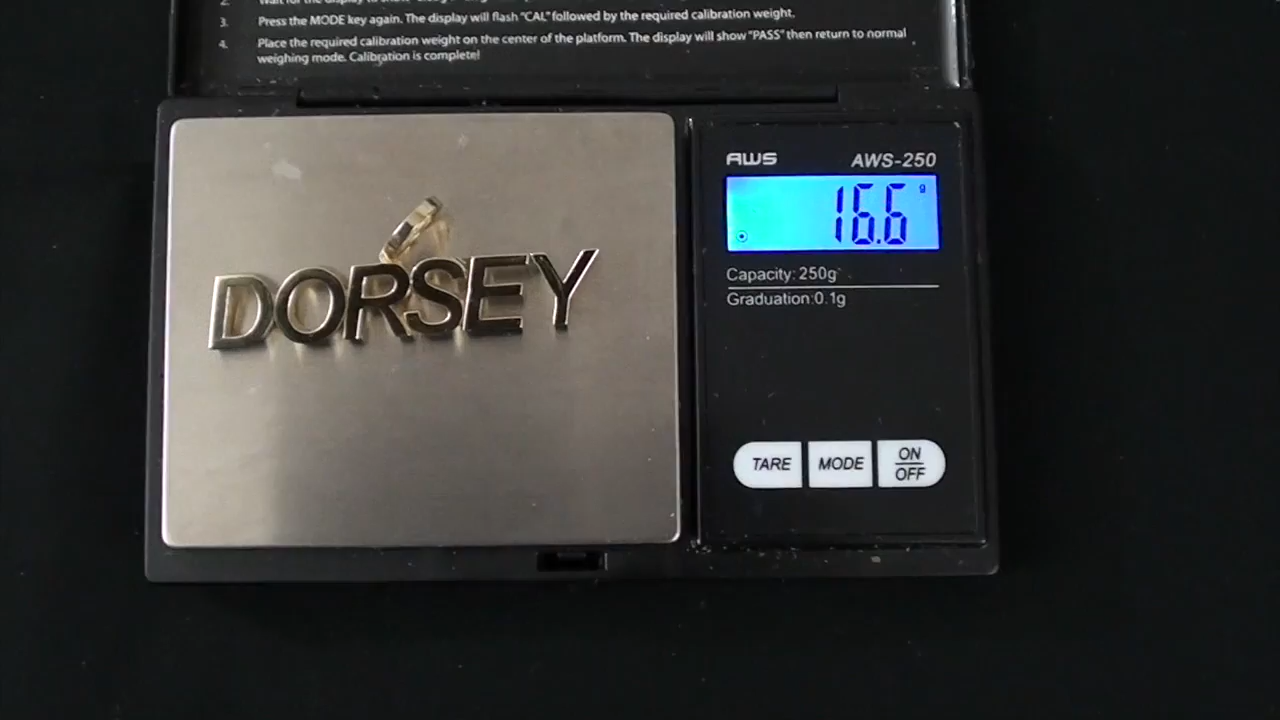 3. Press the MODE key again. The display will flash "CAL" followed by the required calibration weight.
4. Place the required calibration weight on the center of the platform. The display will show "PASS" then return to normal
weighing mode. Calibration is complete!
AWS AWS-250
16.6 g
Capacity: 250g
Graduation:0.1g
DORSEY
TARE MODE ON
OFF